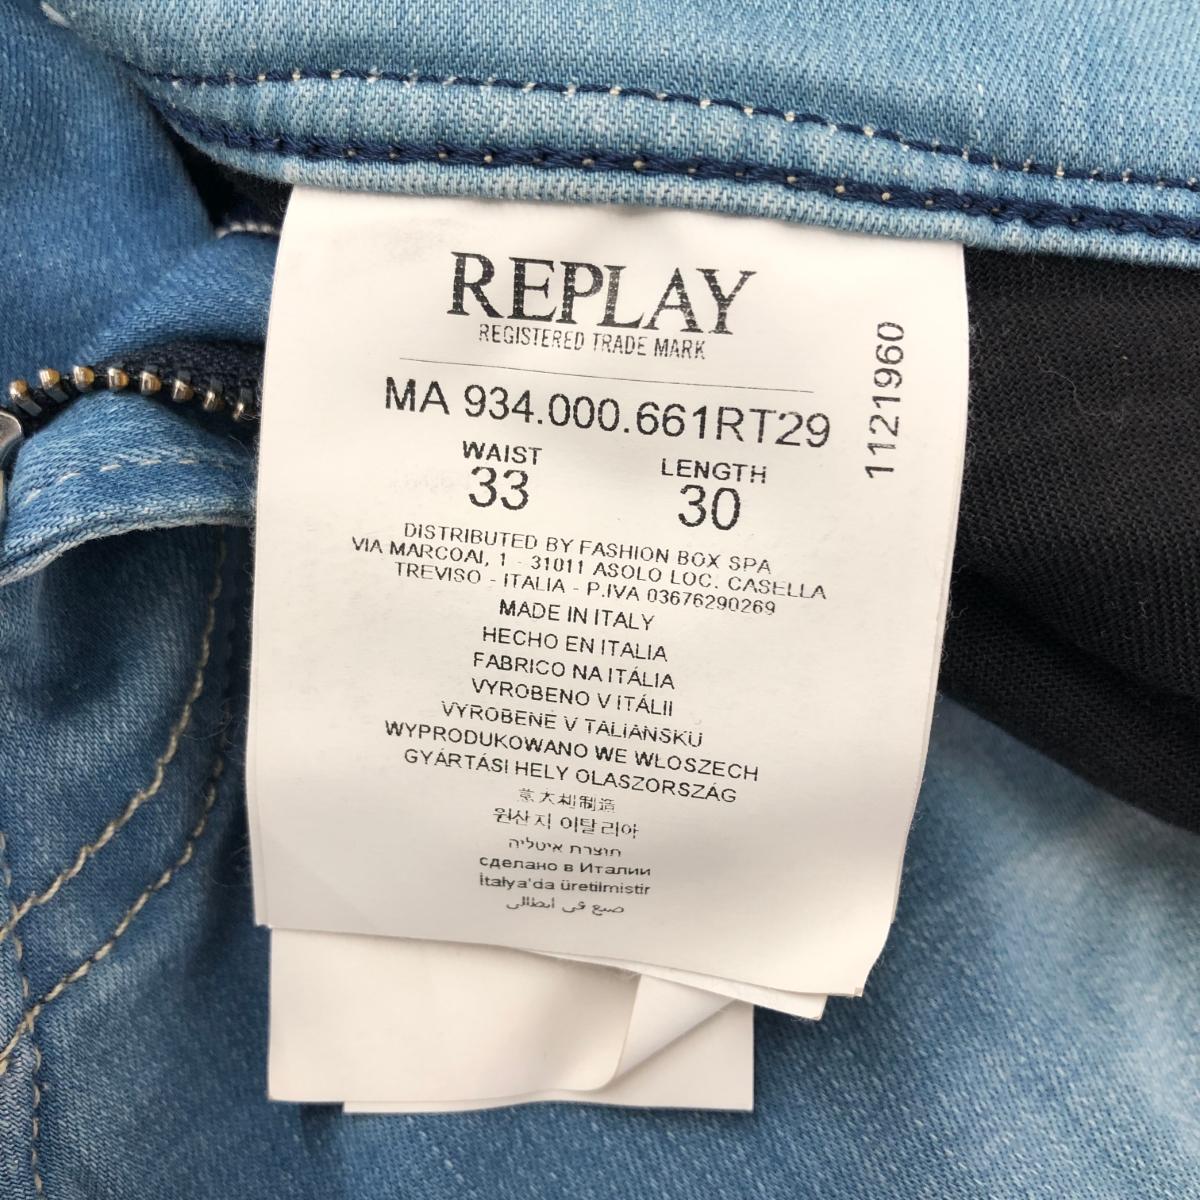 REPLAY
REGISTERED TRADE MARK
MA 934.000.661RT29
1121960
WAIST LENGTH
33 30
DISTRIBUTED BY FASHION BOX SPA
VIA MARCOAI, 1 - 31011 ASOLO LOC. CASELLA
TREVISO - ITALIA - P.IVA 03676290269
MADE IN ITALY
HECHO EN ITALIA
FABRICO NA ITÁLIA
VYROBENO V ITÁLII
VYROBENÉ V TALIANSKU
WYPRODUKOWANO WE WŁOSZECH
GYÁRTÁSI HELY OLASZORSZÁG
意大利制造
원산지 이탈리아
תוצרת איטליה
сделано в Италии
İtalya'da üretilmistir
صنع في ايطالى